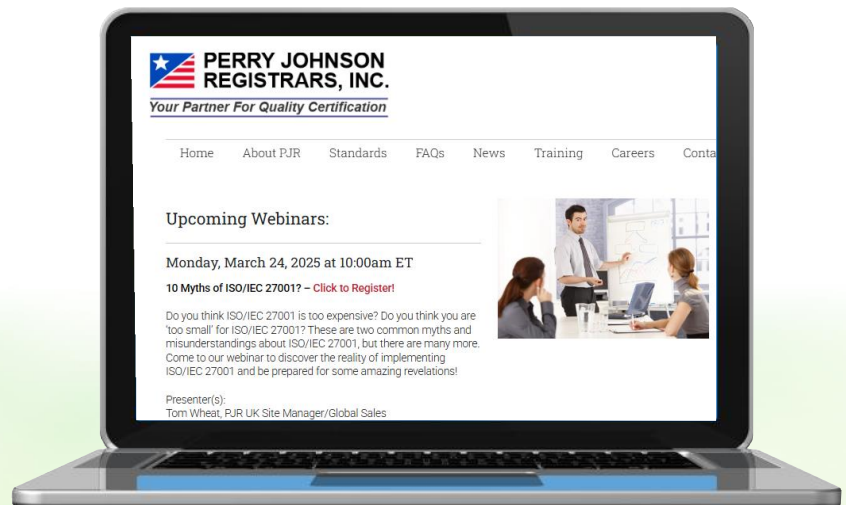 PERRY JOHNSON
REGISTRARS, INC.
Your Partner For Quality Certification
Home About PJR Standards FAQs News Training Careers Conta
Upcoming Webinars:
Monday, March 24, 2025 at 10:00am ET
10 Myths of ISO/IEC 27001? – Click to Register!
Do you think ISO/IEC 27001 is too expensive? Do you think you are
'too small' for ISO/IEC 27001? These are two common myths and
misunderstandings about ISO/IEC 27001, but there are many more.
Come to our webinar to discover the reality of implementing
ISO/IEC 27001 and be prepared for some amazing revelations!
Presenter(s):
Tom Wheat, PJR UK Site Manager/Global Sales